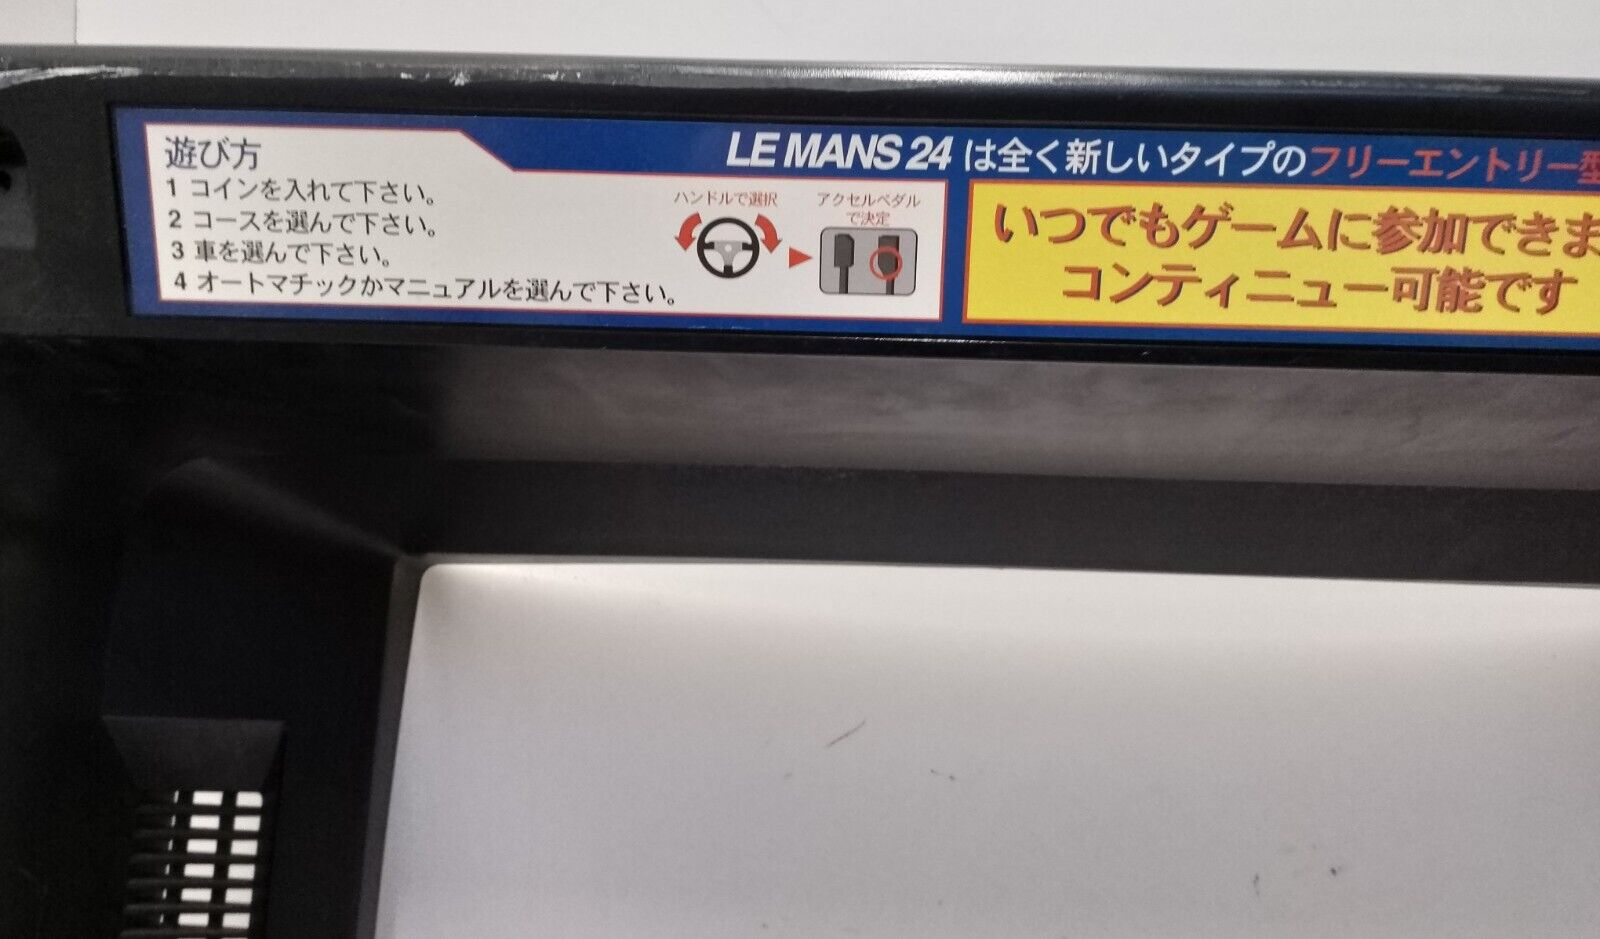 遊び方
1 コインを入れて下さい。
2 コースを選んで下さい。
3 車を選んで下さい。
4 オートマチックかマニュアルを選んで下さい。
ハンドルで選択
アクセルペダル
で決定
LE MANS 24 は全く新しいタイプのフリーエントリー型
いつでもゲームに参加できま
コンティニュー可能です